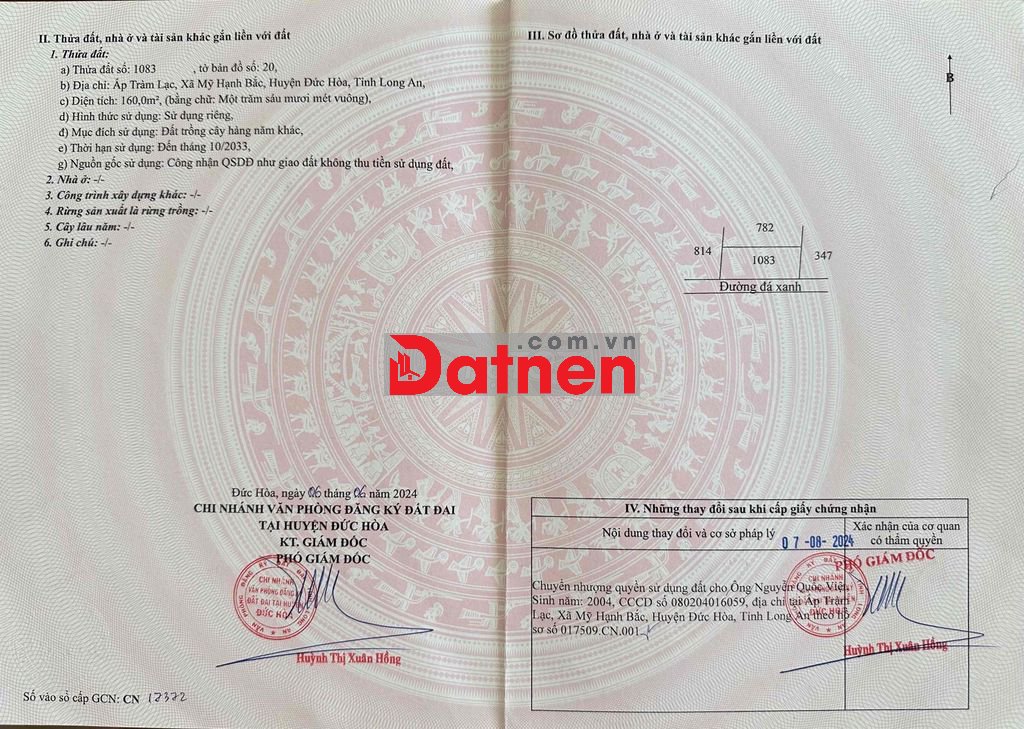 II. Thửa đất, nhà ở và tài sản khác gắn liền với đất
1. Thửa đất:
a) Thửa đất số: 1083 , tờ bản đồ số: 20,
b) Địa chỉ: Ấp Tràm Lạc, Xã Mỹ Hạnh Bắc, Huyện Đức Hòa, Tỉnh Long An,
c) Diện tích: 160,0m², (bằng chữ: Một trăm sáu mươi mét vuông),
d) Hình thức sử dụng: Sử dụng riêng,
đ) Mục đích sử dụng: Đất trồng cây hàng năm khác,
e) Thời hạn sử dụng: Đến tháng 10/2033,
g) Nguồn gốc sử dụng: Công nhận QSDĐ như giao đất không thu tiền sử dụng đất,
2. Nhà ở: -/-
3. Công trình xây dựng khác: -/-
4. Rừng sản xuất là rừng trồng: -/-
5. Cây lâu năm: -/-
6. Ghi chú: -/-
Đức Hòa, ngày 06 tháng 06 năm 2024
CHI NHÁNH VĂN PHÒNG ĐĂNG KÝ ĐẤT ĐAI
TẠI HUYỆN ĐỨC HÒA
KT. GIÁM ĐỐC
PHÓ GIÁM ĐỐC
CHI NHÁNH
VĂN PHÒNG ĐĂNG
ĐẤT ĐAI TẠI HUYỆN
ĐỨC HÒA
Huỳnh Thị Xuân Hồng
Số vào sổ cấp GCN: CN 17372
III. Sơ đồ thửa đất, nhà ở và tài sản khác gắn liền với đất
B
782
814
1083
347
Đường đá xanh
.com.vn
Datnen
IV. Những thay đổi sau khi cấp giấy chứng nhận
Nội dung thay đổi và cơ sở pháp lý
Xác nhận của cơ quan
có thẩm quyền
07-08-2024
PHÓ GIÁM ĐỐC
Chuyển nhượng quyền sử dụng đất cho Ông Nguyễn Quốc Việt,
Sinh năm: 2004, CCCD số 080204016059, địa chỉ tại Ấp Tràm
Lạc, Xã Mỹ Hạnh Bắc, Huyện Đức Hòa, Tỉnh Long An theo hồ
sơ số 017509.CN.001
Huỳnh Thị Xuân Hồng